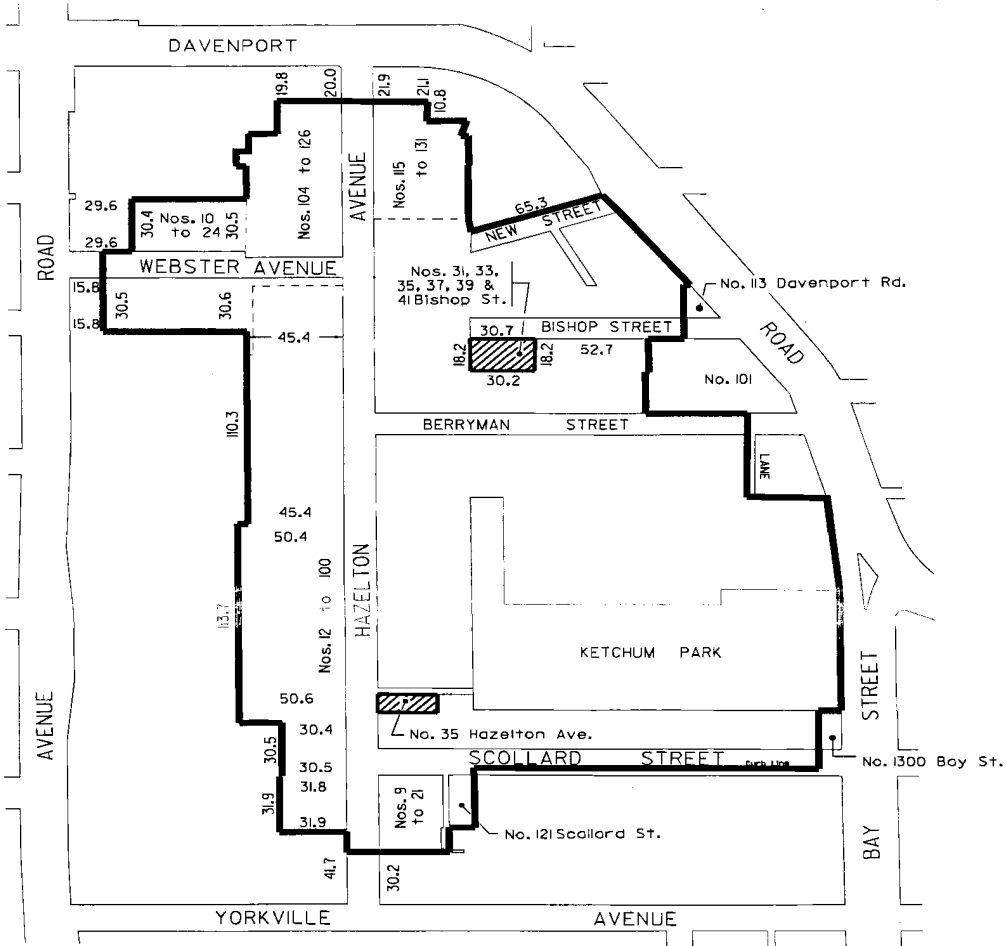 DAVENPORT
19.8
20.0
21.9
21.1
10.8
Nos. 104 to 126
AVENUE
Nos. 115
to 131
29.6
30.4
Nos. 10
to 24
30.5
65.3
NEW STREET
29.6
ROAD
WEBSTER AVENUE
Nos. 31, 33,
35, 37, 39 &
41 Bishop St.
No. 113 Davenport Rd.
15.8
30.5
30.6
15.8
45.4
30.7
BISHOP STREET
ROAD
18.2
18.2
52.7
30.2
No. 101
110.3
BERRYMAN STREET
LANE
45.4
50.4
HAZELTON
113.7
Nos. 12 to 100
KETCHUM PARK
STREET
AVENUE
50.6
30.4
No. 35 Hazelton Ave.
30.5
30.5
SCOLLARD STREET
Curb Line
No. 1300 Bay St.
31.8
31.9
31.9
Nos. 9
to 21
No. 121 Scollard St.
BAY
41.7
30.2
YORKVILLE AVENUE